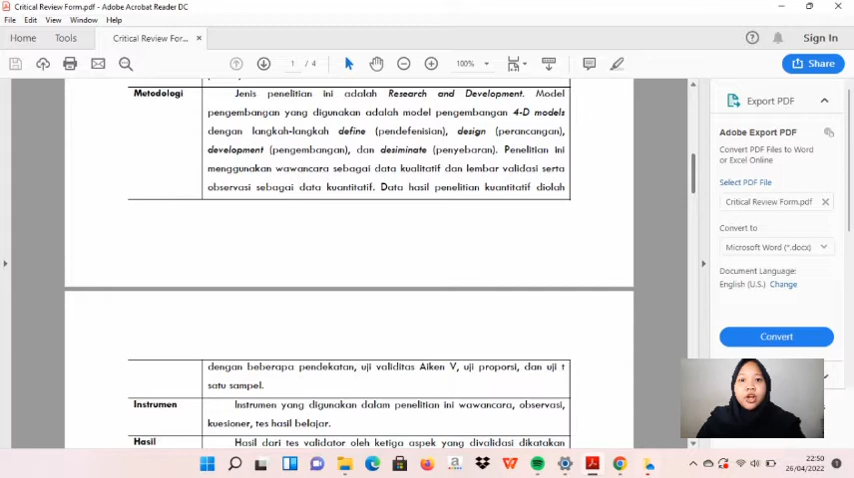 Critical Review Form.pdf - Adobe Acrobat Reader DC
File Edit View Window Help
Home Tools Critical Review For... × Sign In
1 / 4 100% Share
Metodologi Jenis penelitian ini adalah Research and Development. Model
pengembangan yang digunakan adalah model pengembangan 4-D models
dengan langkah-langkah define (pendefenisian), design (perancangan),
development (pengembangan), dan desiminate (penyebaran). Penelitian ini
menggunakan wawancara sebagai data kualitatif dan lembar validasi serta
observasi sebagai data kuantitatif. Data hasil penelitian kuantitatif diolah
dengan beberapa pendekatan, uji validitas Aiken V, uji proporsi, dan uji t
satu sampel.
Instrumen Instrumen yang digunakan dalam penelitian ini wawancara, observasi,
kuesioner, tes hasil belajar.
Hasil Hasil dari tes validator oleh ketiga aspek yang divalidasi dikatakan
Export PDF
Adobe Export PDF
Convert PDF Files to Word
or Excel Online
Select PDF File
Critical Review Form.pdf ×
Convert to
Microsoft Word (*.docx)
Document Language:
English (U.S.) Change
Convert
22:50
26/04/2022